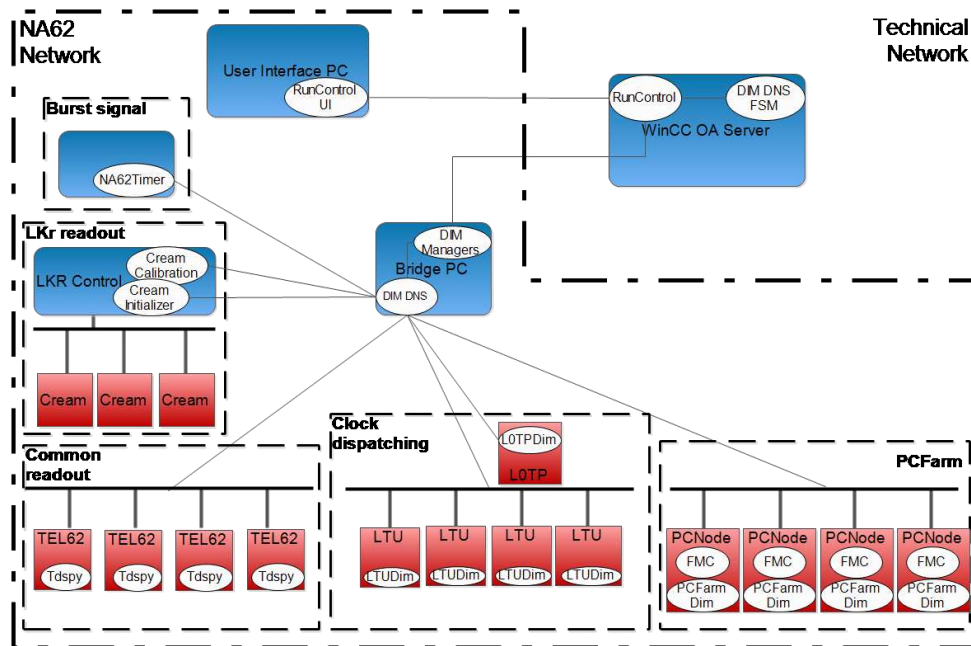 NA62
Network
Technical
Network
User Interface PC
RunControl
UI
RunControl
DIM DNS
FSM
WinCC OA Server
Burst signal
NA62Timer
LKr readout
Cream
Calibration
LKR Control
Cream
Initializer
DIM
Managers
Bridge PC
DIM DNS
Cream
Cream
Cream
Clock
dispatching
L0TPDim
L0TP
Common
readout
PCFarm
TEL62
TEL62
TEL62
TEL62
Tdspy
Tdspy
Tdspy
Tdspy
LTU
LTU
LTU
LTU
LTUDim
LTUDim
LTUDim
LTUDim
PCNode
PCNode
PCNode
PCNode
FMC
FMC
FMC
FMC
PCFarm
Dim
PCFarm
Dim
PCFarm
Dim
PCFarm
Dim